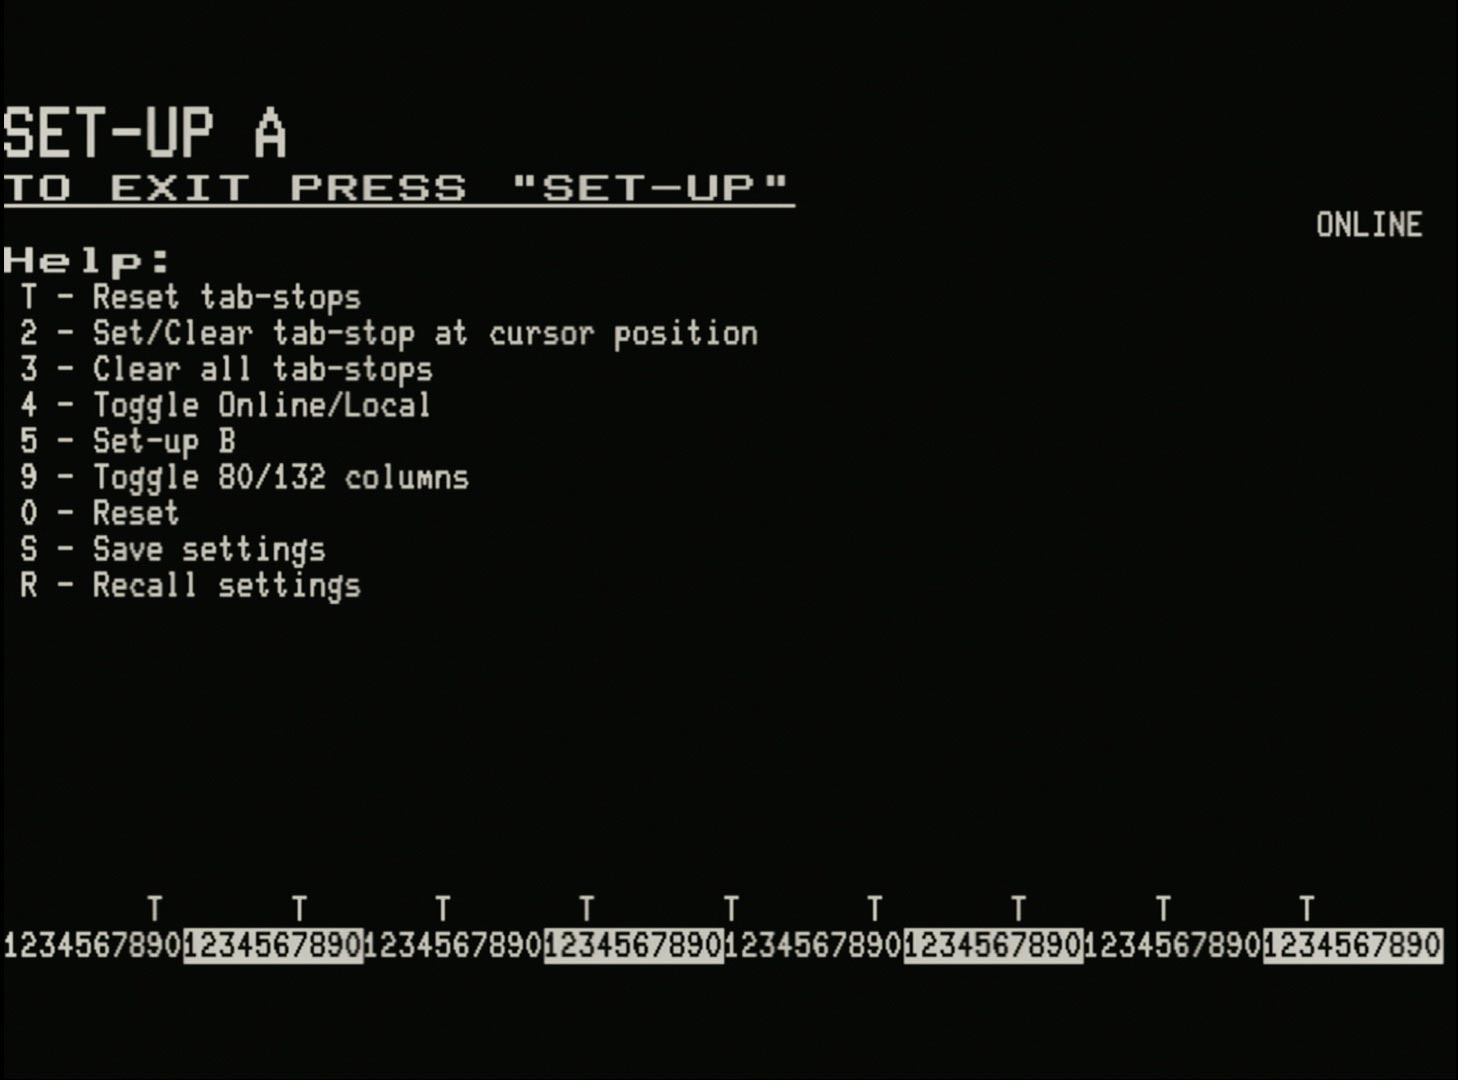 SET-UP A
TO EXIT PRESS "SET-UP"
ONLINE
Help:
T - Reset tab-stops
2 - Set/Clear tab-stop at cursor position
3 - Clear all tab-stops
4 - Toggle Online/Local
5 - Set-up B
9 - Toggle 80/132 columns
0 - Reset
S - Save settings
R - Recall settings
T T T T T T T T T
12345678901234567890123456789012345678901234567890123456789012345678901234567890